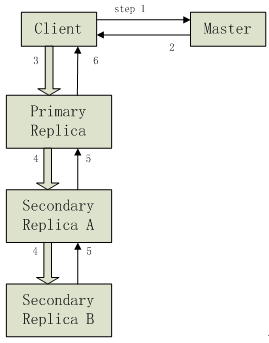 step 1
Client
Master
2
3
6
Primary
Replica
4
5
Secondary
Replica A
4
5
Secondary
Replica B